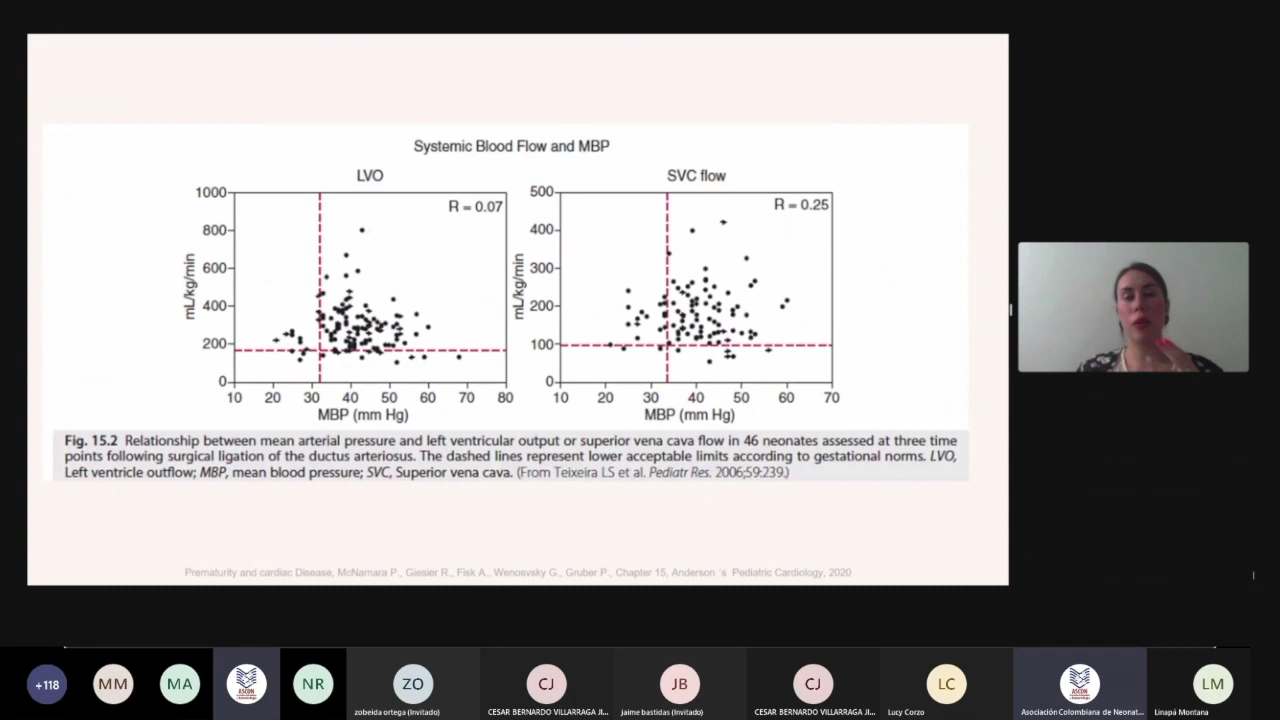 Systemic Blood Flow and MBP
LVO
R = 0.07
1000
800
600
400
200
0
mL/kg/min
10 20 30 40 50 60 70 80
MBP (mm Hg)
SVC flow
R = 0.25
500
400
300
200
100
0
mL/kg/min
10 20 30 40 50 60 70
MBP (mm Hg)
Fig. 15.2 Relationship between mean arterial pressure and left ventricular output or superior vena cava flow in 46 neonates assessed at three time
points following surgical ligation of the ductus arteriosus. The dashed lines represent lower acceptable limits according to gestational norms. LVO,
Left ventricle outflow; MBP, mean blood pressure; SVC, Superior vena cava. (From Teixeira LS et al. Pediatr Res. 2006;59:239.)
Prematurity and cardiac Disease, McNamara P., Giesier R., Fisk A., Wenosvsky G., Gruber P., Chapter 15, Anderson ´s Pediatric Cardiology, 2020
+118
MM
MA
ASCON
NR
ZO
zobeida ortega (Invitado)
CJ
CESAR BERNARDO VILLARRAGA JI...
JB
jaime bastidas (Invitado)
CJ
CESAR BERNARDO VILLARRAGA JI...
LC
Lucy Corzo
ASCON
Asociación Colombiana de Neonat...
LM
Linapá Montana